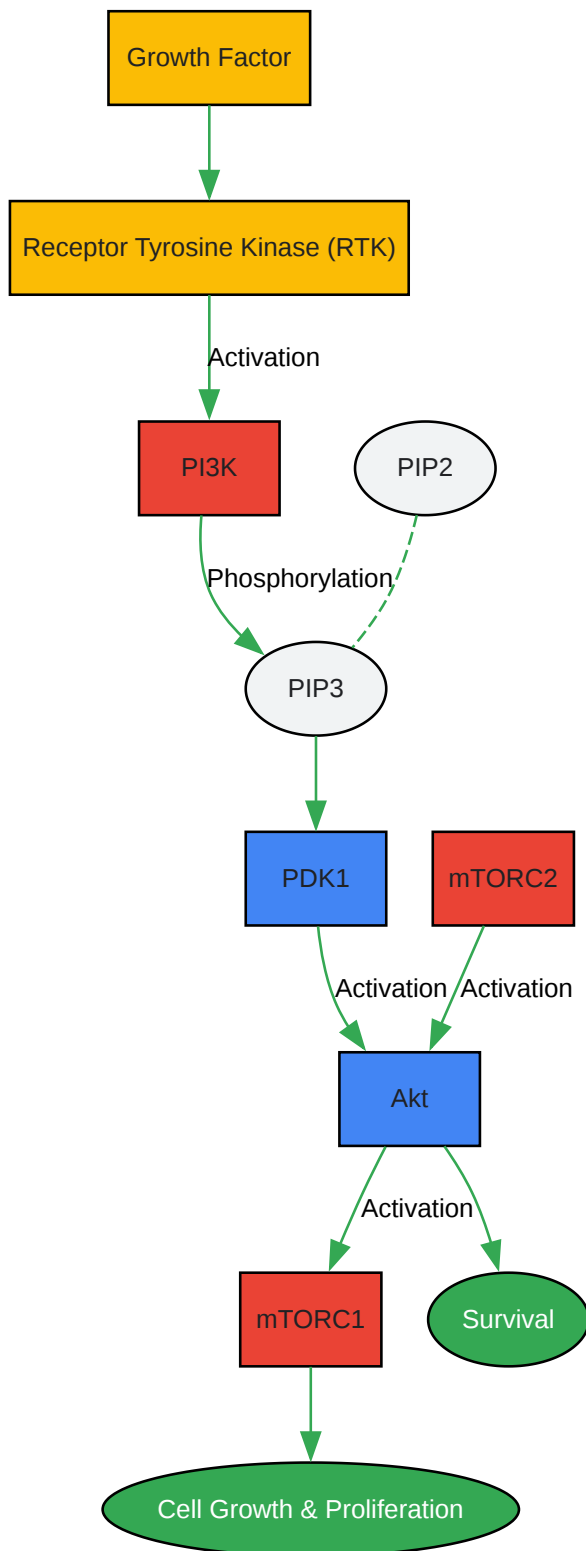 Growth Factor
Receptor Tyrosine Kinase (RTK)
Activation
PI3K
PIP2
Phosphorylation
PIP3
PDK1
mTORC2
Activation
Activation
Akt
Activation
mTORC1
Survival
Cell Growth & Proliferation